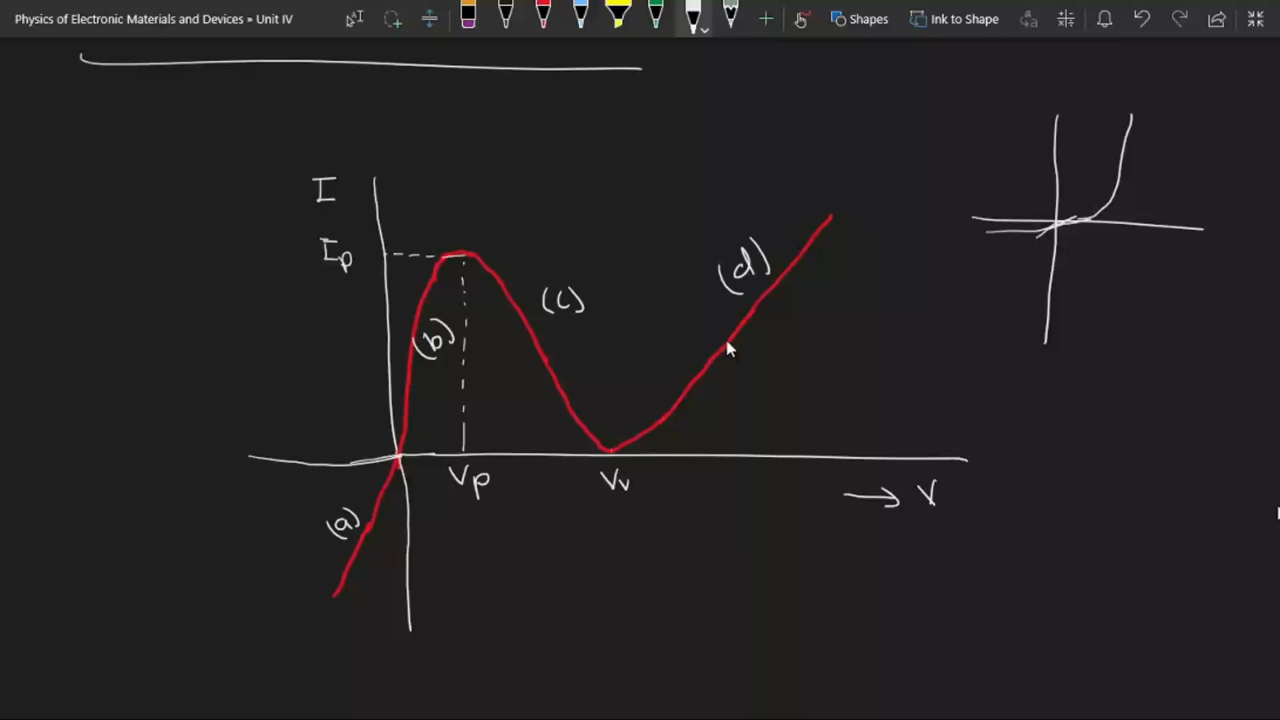 Physics of Electronic Materials and Devices » Unit IV
Shapes
Ink to Shape
I
Ip
(d)
(c)
(b)
Vp
Vv
→ V
(a)